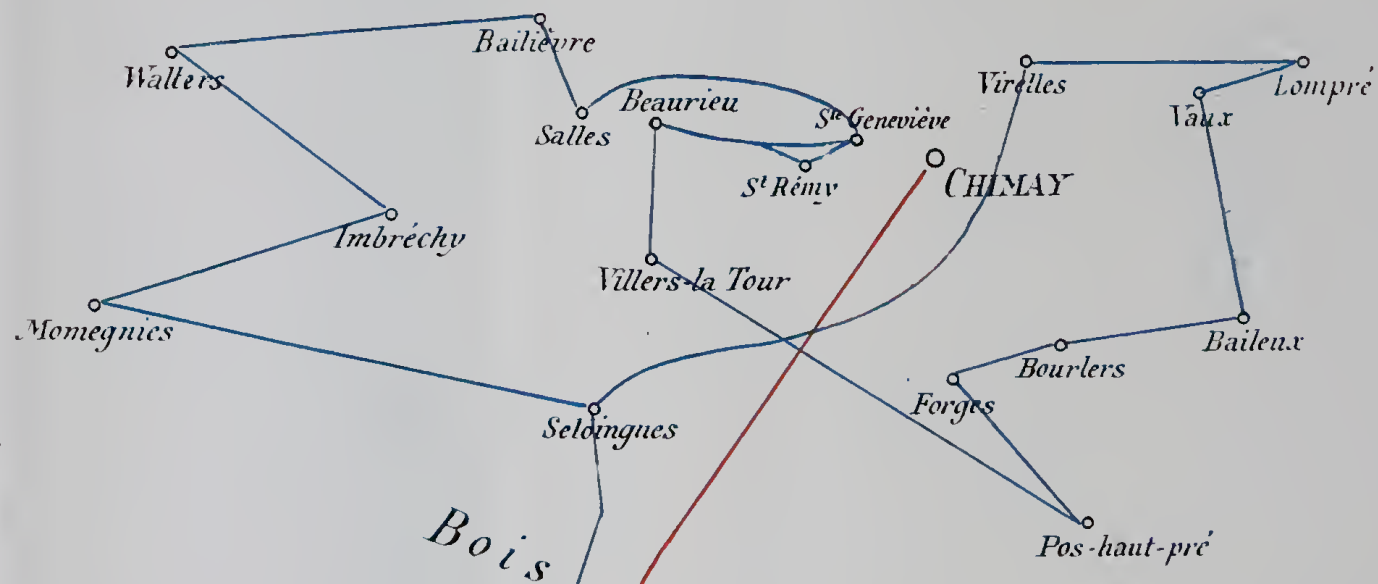 Bailièvre
Walters
Virelles
Lompré
Vaux
Beaurieu
Ste Geneviève
Salles
St Rémy
CHIMAY
Imbréchy
Villers-la Tour
Momegnies
Baileux
Bourlers
Forges
Seloingues
Bois
Pos-haut-pré